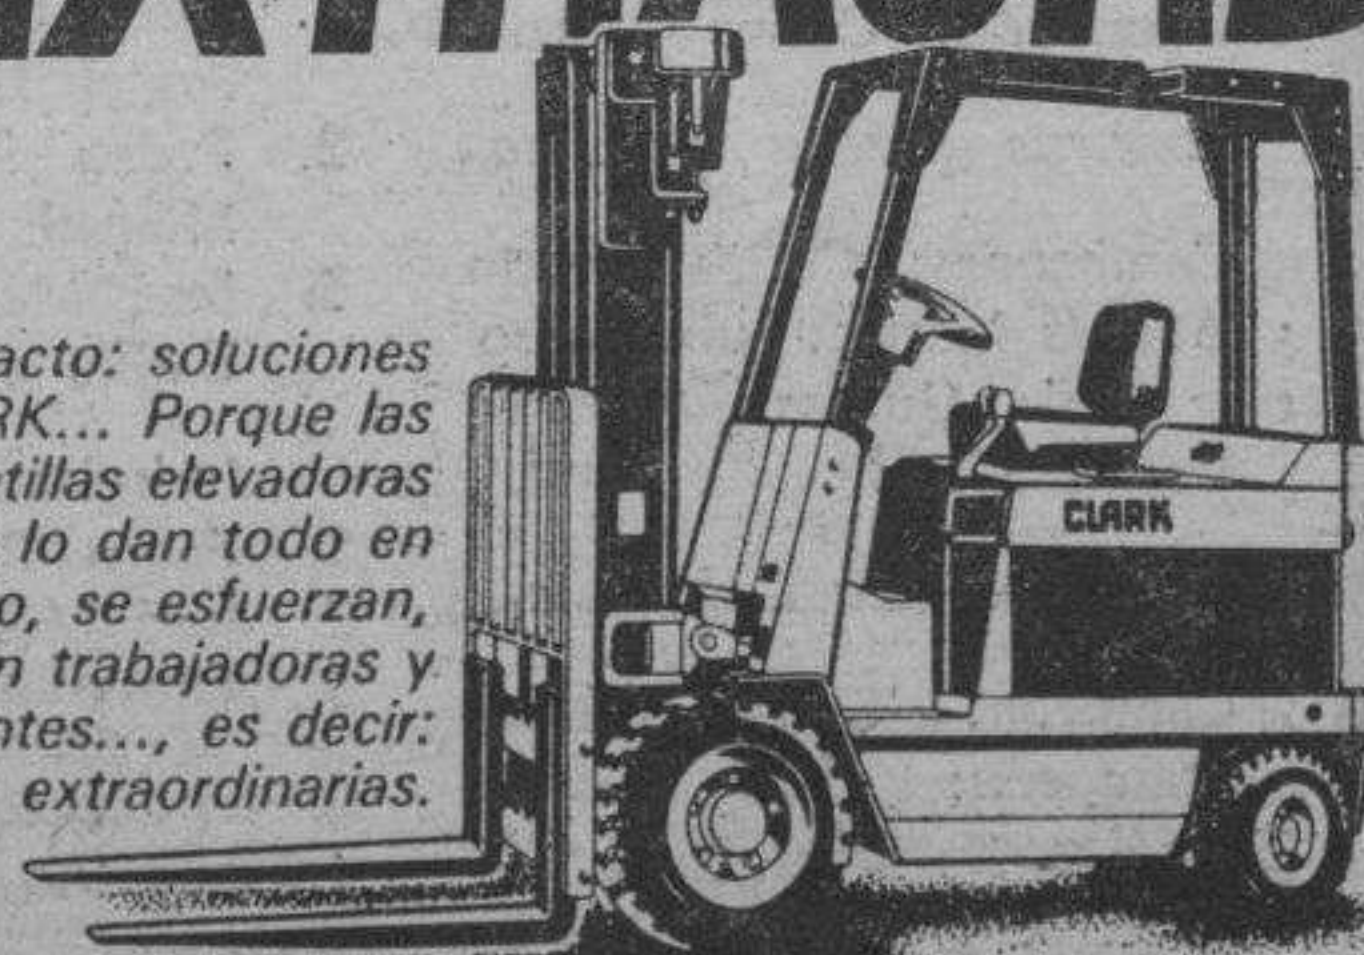 acto: soluciones
RK... Porque las
tillas elevadoras
lo dan todo en
o, se esfuerzan,
n trabajadoras y
ntes..., es decir:
extraordinarias.
CLARK